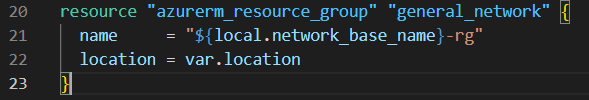 20 resource "azurerm_resource_group" "general_network" {
21   name     = "${local.network_base_name}-rg"
22   location = var.location
23 }